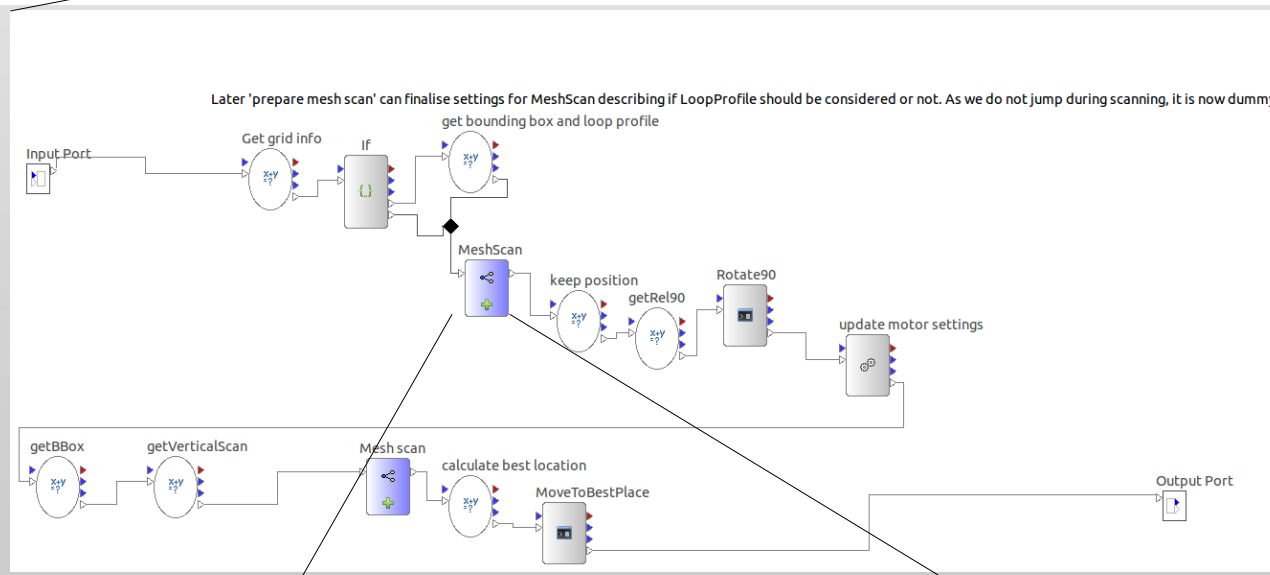 Later 'prepare mesh scan' can finalise settings for MeshScan describing if LoopProfile should be considered or not. As we do not jump during scanning, it is now dummy
get bounding box and loop profile
Get grid info
If
Input Port
x+y
=?
x+y
=?
{}
MeshScan
keep position
Rotate90
getRel90
x+y
=?
x+y
=?
update motor settings
getBBox
getVerticalScan
Mesh scan
calculate best location
MoveToBestPlace
Output Port
x+y
=?
x+y
=?
x+y
=?